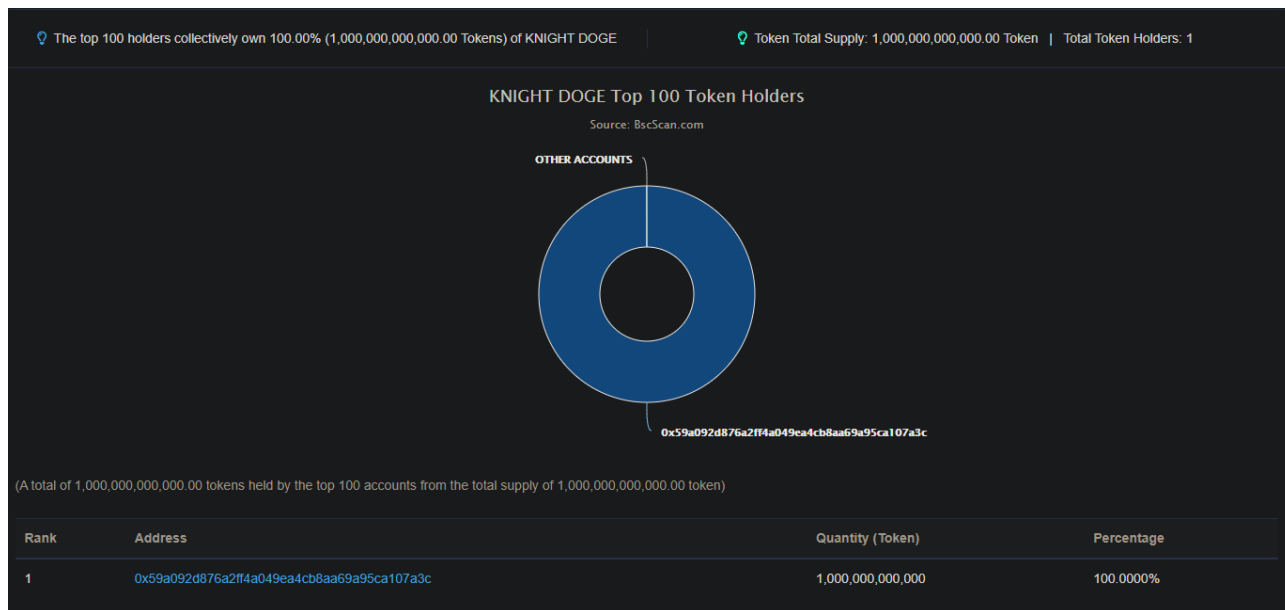 The top 100 holders collectively own 100.00% (1,000,000,000,000.00 Tokens) of KNIGHT DOGE
Token Total Supply: 1,000,000,000,000.00 Token | Total Token Holders: 1
KNIGHT DOGE Top 100 Token Holders
Source: BscScan.com
OTHER ACCOUNTS
0x59a092d876a2ff4a049ea4cb8aa69a95ca107a3c
(A total of 1,000,000,000,000.00 tokens held by the top 100 accounts from the total supply of 1,000,000,000,000.00 token)
Rank Address Quantity (Token) Percentage
1 0x59a092d876a2ff4a049ea4cb8aa69a95ca107a3c 1,000,000,000,000 100.0000%